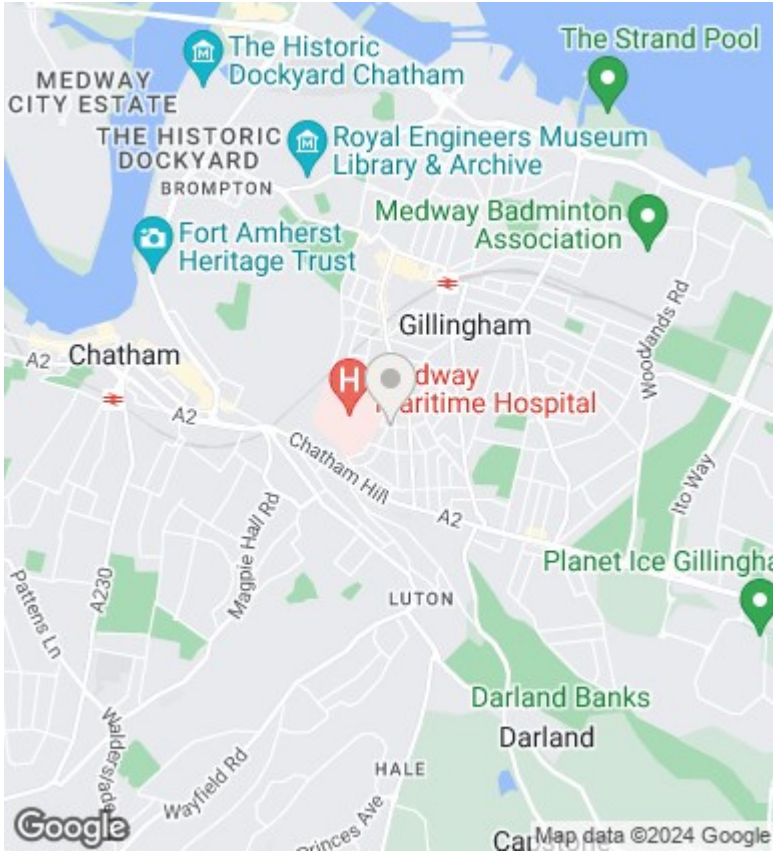 The Strand Pool
The Historic
Dockyard Chatham
MEDWAY
CITY ESTATE
THE HISTORIC
DOCKYARD
BROMPTON
Royal Engineers Museum
Library & Archive
Medway Badminton
Association
Fort Amherst
Heritage Trust
Gillingham
Woodlands Rd
A2
Chatham
H
dway
aritime Hospital
A2
Chatham Hill
A2
Ito Way
Magpie Hall Rd
Planet Ice Gillingha
A230
Pattens Ln
LUTON
Darland Banks
Darland
Wayfield Rd
HALE
Princes Ave
Google
Map data ©2024 Google